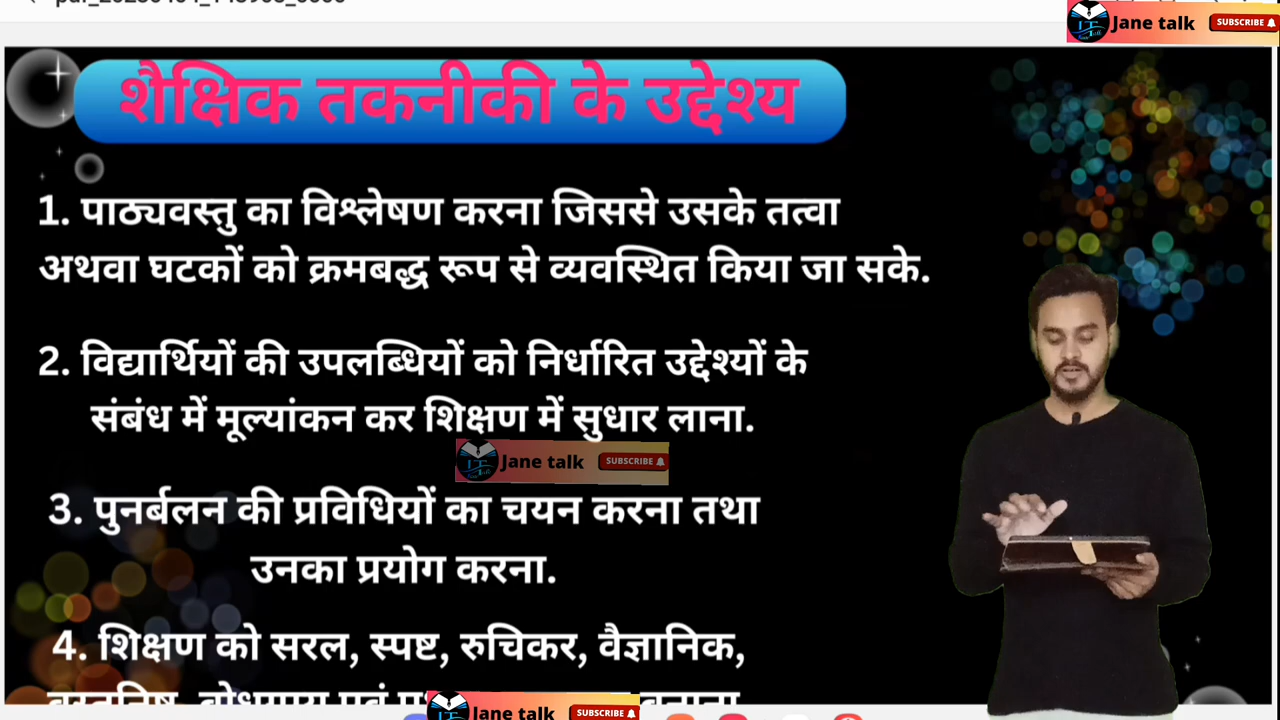 Jane talk SUBSCRIBE
शैक्षिक तकनीकी के उद्देश्य
1. पाठ्यवस्तु का विश्लेषण करना जिससे उसके तत्वा
अथवा घटकों को क्रमबद्ध रूप से व्यवस्थित किया जा सके.
2. विद्यार्थियों की उपलब्धियों को निर्धारित उद्देश्यों के
संबंध में मूल्यांकन कर शिक्षण में सुधार लाना.
Jane talk SUBSCRIBE
3. पुनर्बलन की प्रविधियों का चयन करना तथा
उनका प्रयोग करना.
4. शिक्षण को सरल, स्पष्ट, रुचिकर, वैज्ञानिक,
Jane talk SUBSCRIBE